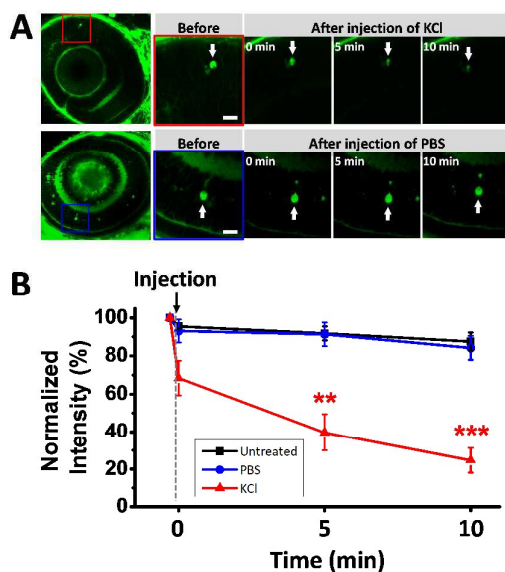 A
Before
After injection of KCl
0 min
5 min
10 min
Before
After injection of PBS
0 min
5 min
10 min
B
Injection
Normalized
Intensity (%)
100
80
60
40
20
0
**
***
Untreated
PBS
KCl
0
5
10
Time (min)